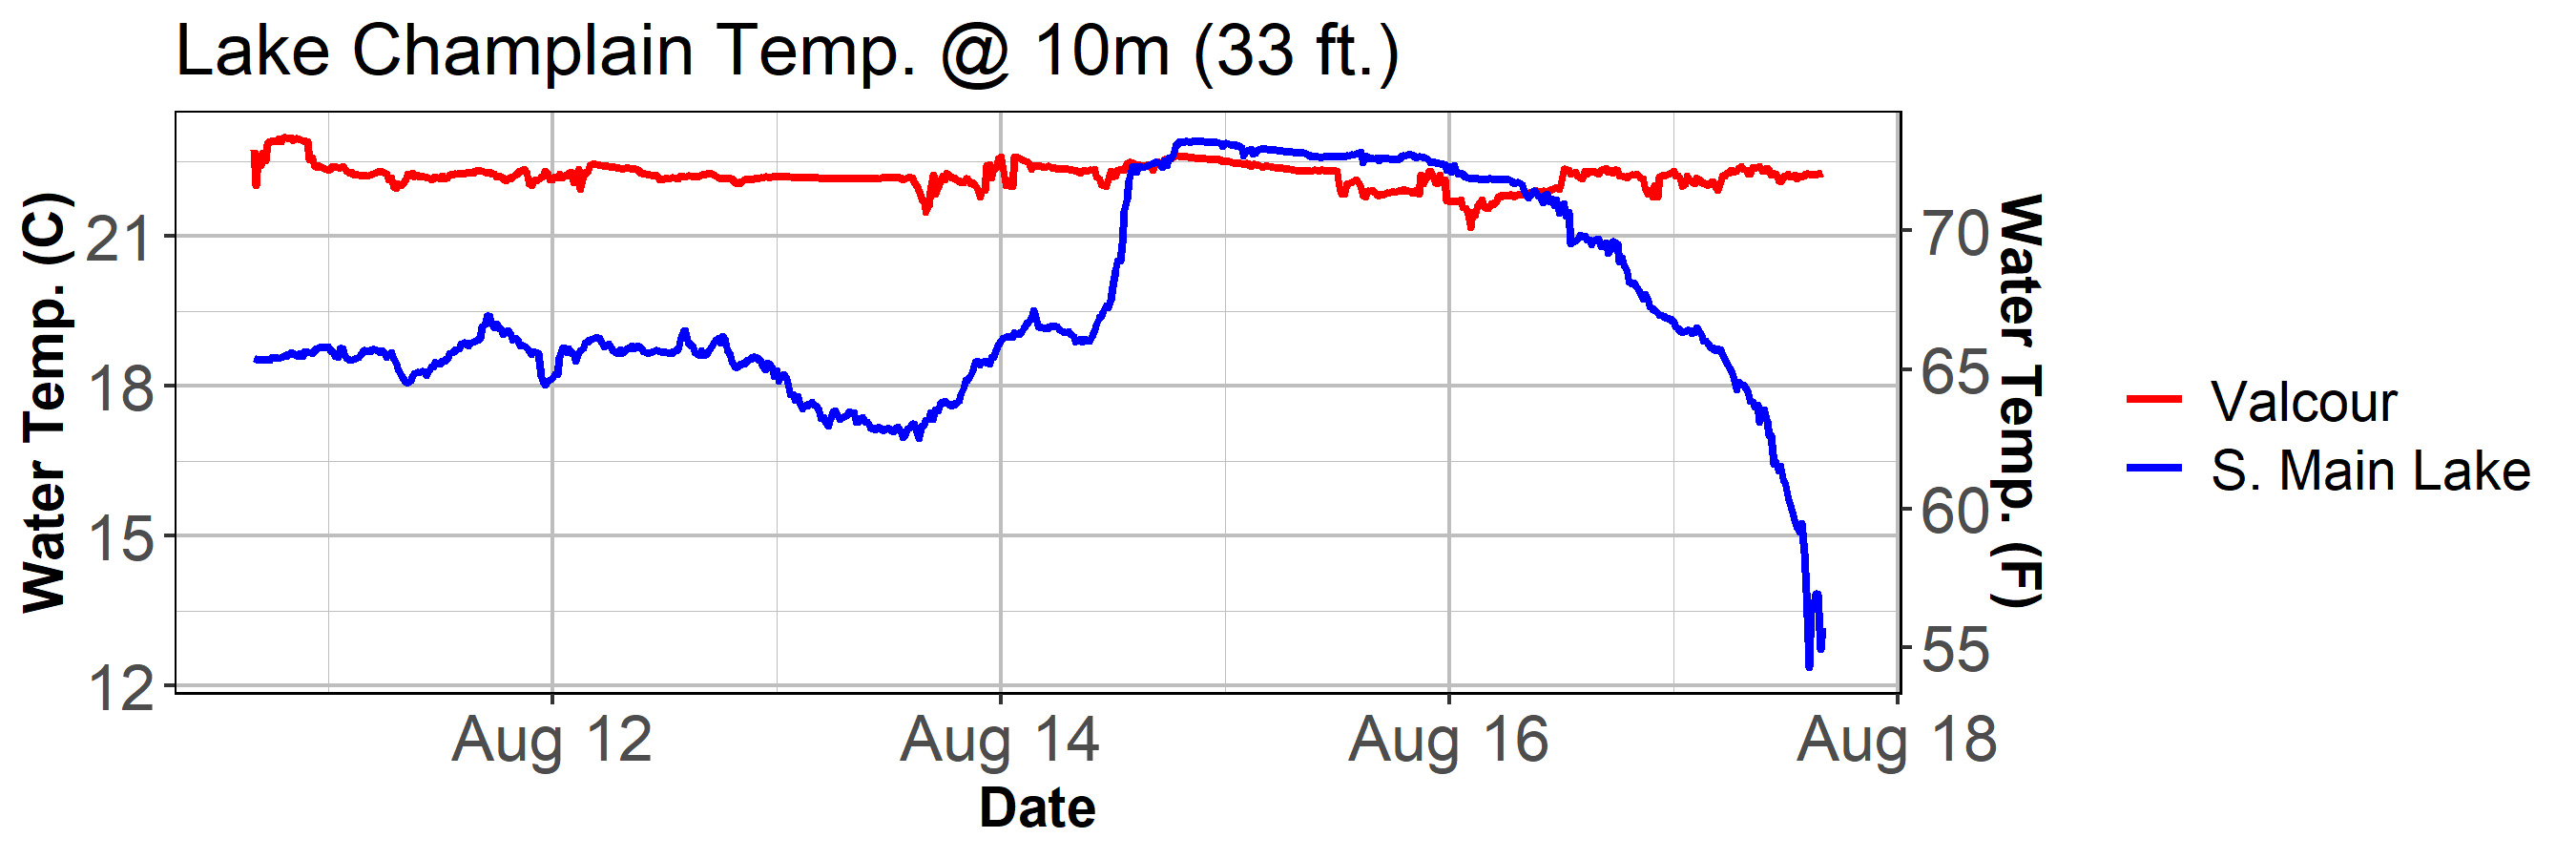 Lake Champlain Temp. @ 10m (33 ft.)
Water Temp. (C)
21
18
15
12
70
65
60
55
Water Temp. (F)
Aug 12
Aug 14
Aug 16
Aug 18
Date
Valcour
S. Main Lake